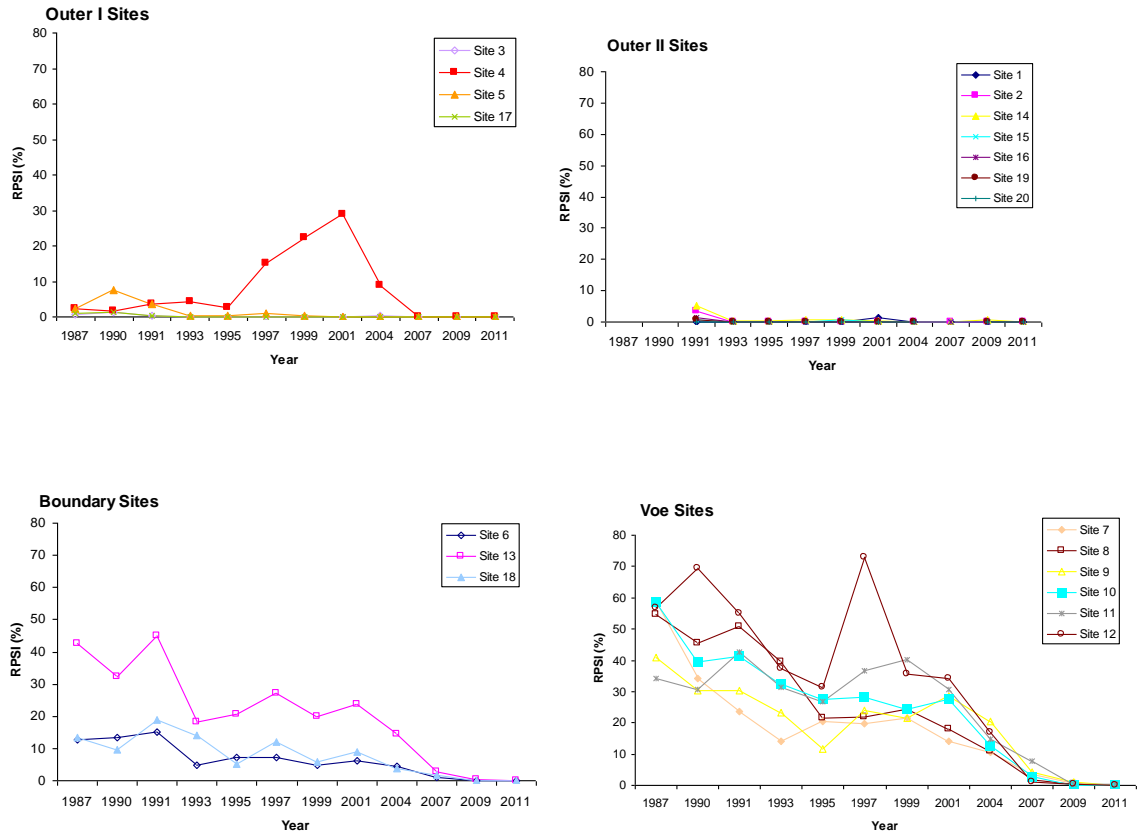 Outer I Sites
80
70
60
50
40
30
20
10
0
RPSI (%)
1987 1990 1991 1993 1995 1997 1999 2001 2004 2007 2009 2011
Year
Site 3
Site 4
Site 5
Site 17
Outer II Sites
80
70
60
50
40
30
20
10
0
RPSI (%)
1987 1990 1991 1993 1995 1997 1999 2001 2004 2007 2009 2011
Year
Site 1
Site 2
Site 14
Site 15
Site 16
Site 19
Site 20
Boundary Sites
80
70
60
50
40
30
20
10
0
RPSI (%)
1987 1990 1991 1993 1995 1997 1999 2001 2004 2007 2009 2011
Year
Site 6
Site 13
Site 18
Voe Sites
80
70
60
50
40
30
20
10
0
RPSI (%)
1987 1990 1991 1993 1995 1997 1999 2001 2004 2007 2009 2011
Year
Site 7
Site 8
Site 9
Site 10
Site 11
Site 12